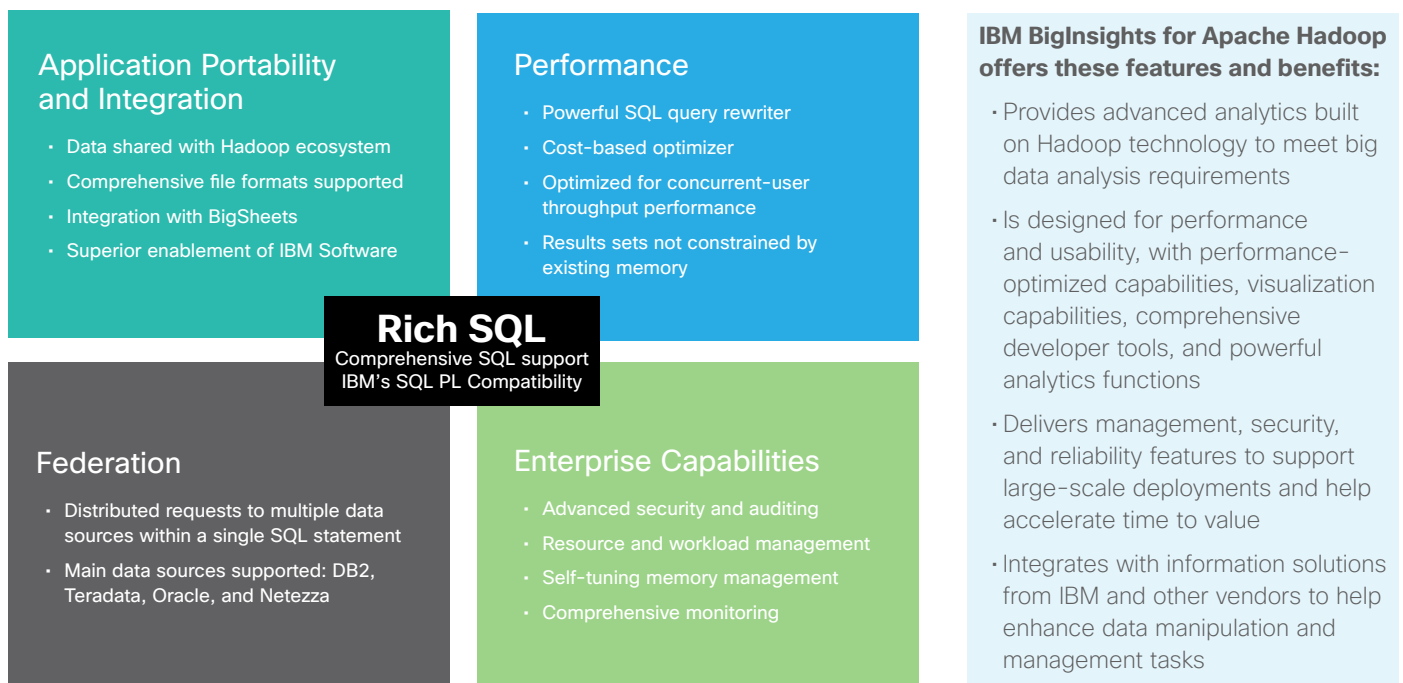 Application Portability
and Integration
· Data shared with Hadoop ecosystem
· Comprehensive file formats supported
· Integration with BigSheets
· Superior enablement of IBM Software
Performance
· Powerful SQL query rewriter
· Cost-based optimizer
· Optimized for concurrent-user
throughput performance
· Results sets not constrained by
existing memory
Rich SQL
Comprehensive SQL support
IBM's SQL PL Compatibility
Federation
· Distributed requests to multiple data
sources within a single SQL statement
· Main data sources supported: DB2,
Teradata, Oracle, and Netezza
Enterprise Capabilities
· Advanced security and auditing
· Resource and workload management
· Self-tuning memory management
· Comprehensive monitoring
IBM BigInsights for Apache Hadoop
offers these features and benefits:
· Provides advanced analytics built
on Hadoop technology to meet big
data analysis requirements
· Is designed for performance
and usability, with performance-
optimized capabilities, visualization
capabilities, comprehensive
developer tools, and powerful
analytics functions
· Delivers management, security,
and reliability features to support
large-scale deployments and help
accelerate time to value
· Integrates with information solutions
from IBM and other vendors to help
enhance data manipulation and
management tasks